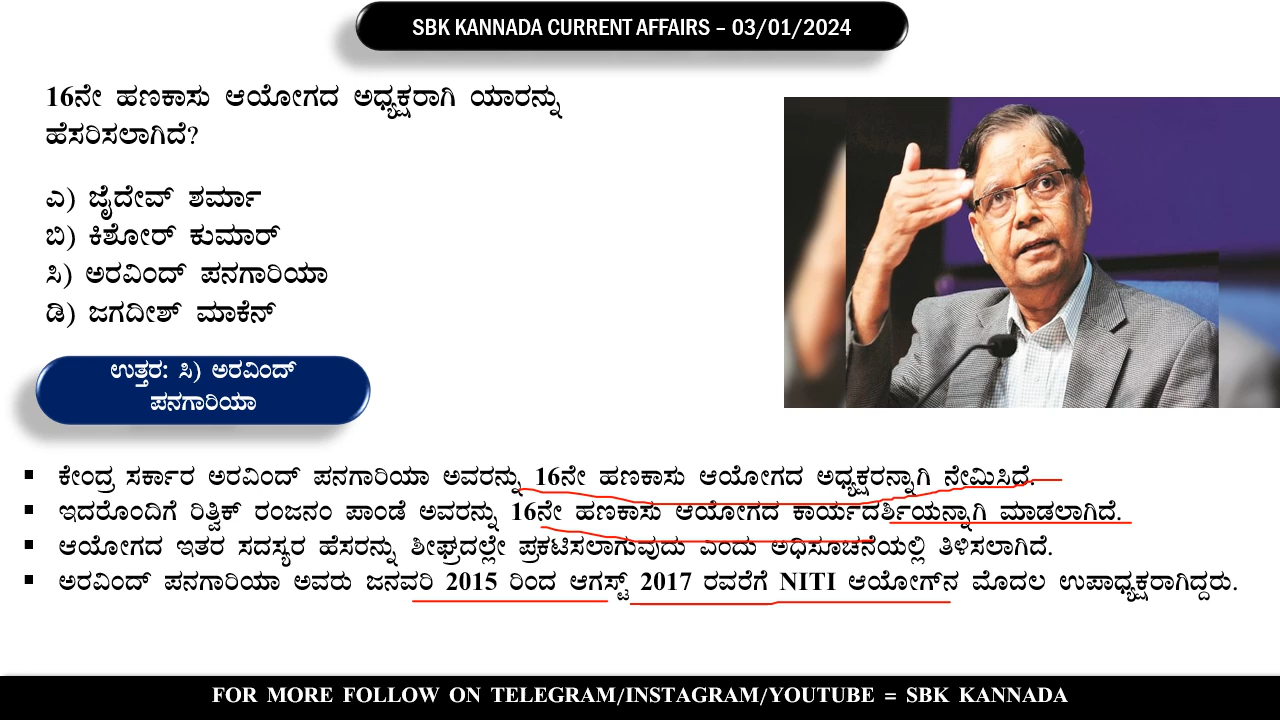 SBK KANNADA CURRENT AFFAIRS – 03/01/2024
16ನೇ ಹಣಕಾಸು ಆಯೋಗದ ಅಧ್ಯಕ್ಷರಾಗಿ ಯಾರನ್ನು
ಹೆಸರಿಸಲಾಗಿದೆ?
ಎ) ಜೈದೇವ್ ಶರ್ಮಾ
ಬಿ) ಕಿಶೋರ್ ಕುಮಾರ್
ಸಿ) ಅರವಿಂದ್ ಪನಗಾರಿಯಾ
ಡಿ) ಜಗದೀಶ್ ಮಾಕೆನ್
ಉತ್ತರ: ಸಿ) ಅರವಿಂದ್
ಪನಗಾರಿಯಾ
▪ ಕೇಂದ್ರ ಸರ್ಕಾರ ಅರವಿಂದ್ ಪನಗಾರಿಯಾ ಅವರನ್ನು 16ನೇ ಹಣಕಾಸು ಆಯೋಗದ ಅಧ್ಯಕ್ಷರನ್ನಾಗಿ ನೇಮಿಸಿದೆ.
▪ ಇದರೊಂದಿಗೆ ರಿತ್ವಿಕ್ ರಂಜನಂ ಪಾಂಡೆ ಅವರನ್ನು 16ನೇ ಹಣಕಾಸು ಆಯೋಗದ ಕಾರ್ಯದರ್ಶಿಯನ್ನಾಗಿ ಮಾಡಲಾಗಿದೆ.
▪ ಆಯೋಗದ ಇತರ ಸದಸ್ಯರ ಹೆಸರನ್ನು ಶೀಘ್ರದಲ್ಲೇ ಪ್ರಕಟಿಸಲಾಗುವುದು ಎಂದು ಅಧಿಸೂಚನೆಯಲ್ಲಿ ತಿಳಿಸಲಾಗಿದೆ.
▪ ಅರವಿಂದ್ ಪನಗಾರಿಯಾ ಅವರು ಜನವರಿ 2015 ರಿಂದ ಆಗಸ್ಟ್ 2017 ರವರೆಗೆ NITI ಆಯೋಗ್‌ನ ಮೊದಲ ಉಪಾಧ್ಯಕ್ಷರಾಗಿದ್ದರು.
FOR MORE FOLLOW ON TELEGRAM/INSTAGRAM/YOUTUBE = SBK KANNADA